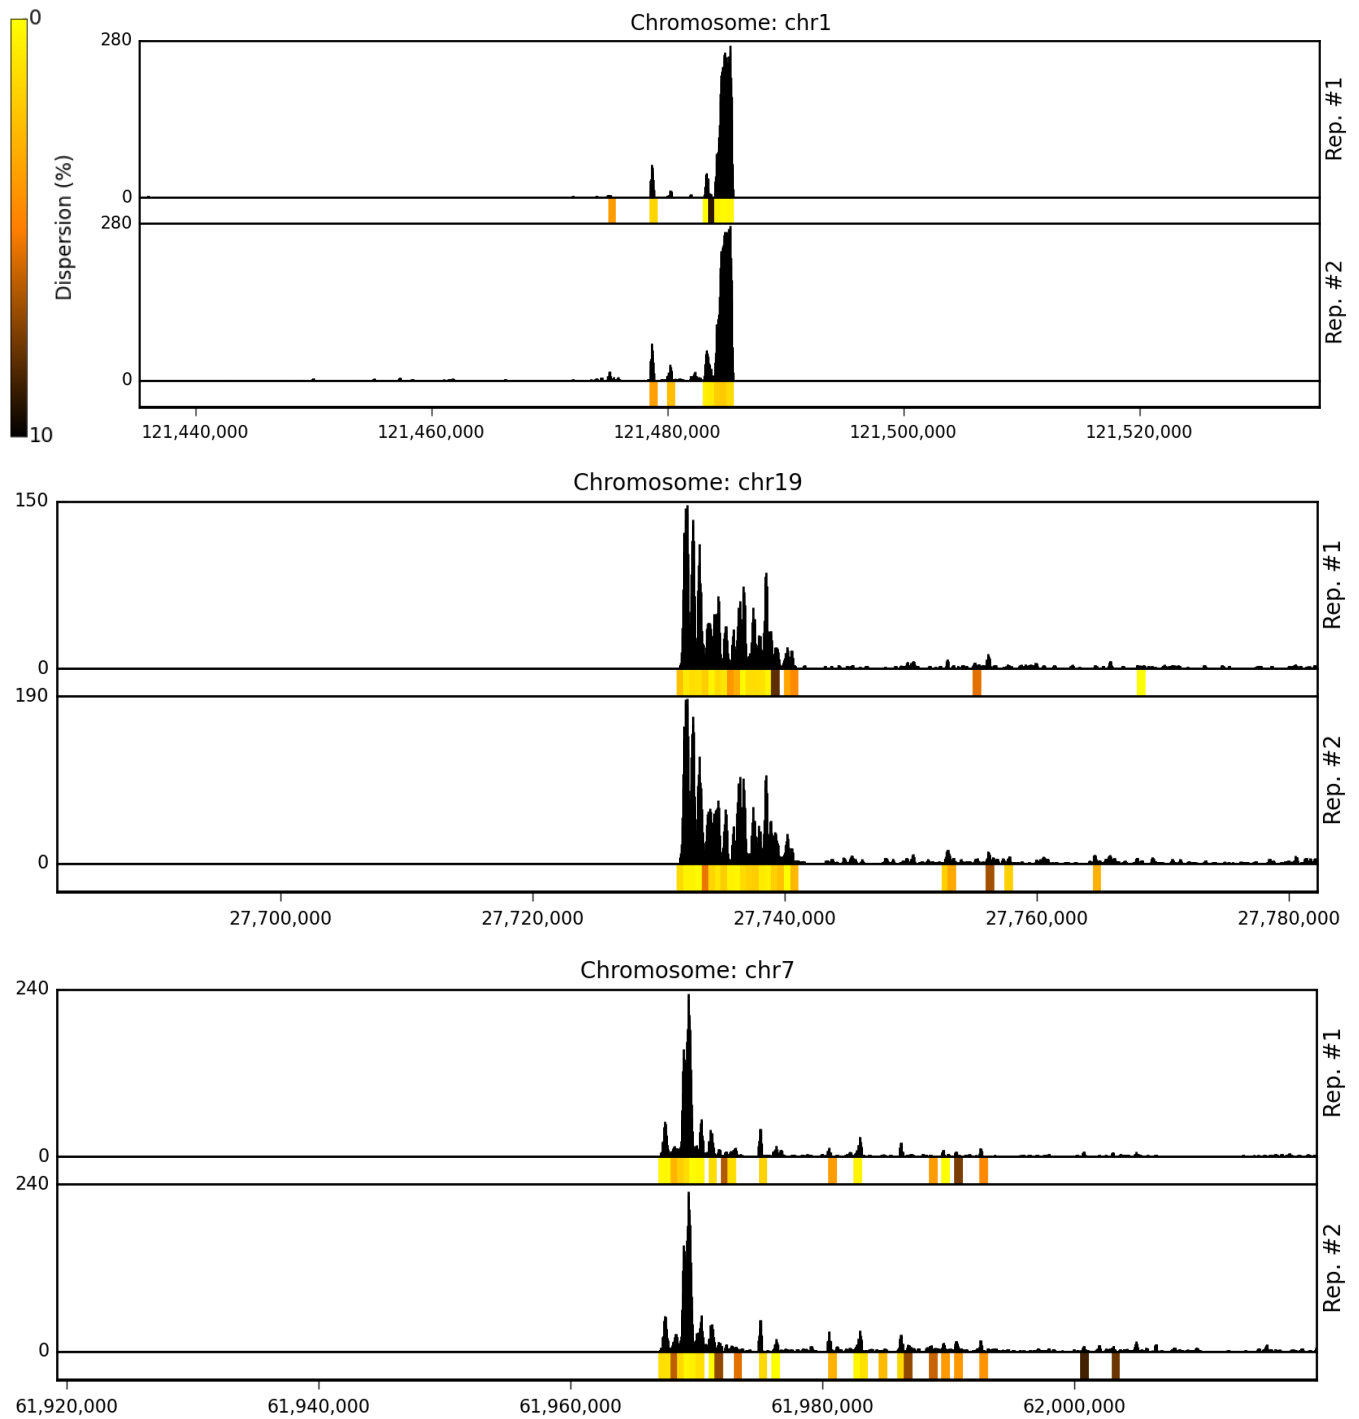 Chromosome: chr1
0
Dispersion (%)
10
280
0
Rep. #1
280
0
Rep. #2
121,440,000 121,460,000 121,480,000 121,500,000 121,520,000
Chromosome: chr19
150
0
Rep. #1
190
0
Rep. #2
27,700,000 27,720,000 27,740,000 27,760,000 27,780,000
Chromosome: chr7
240
0
Rep. #1
240
0
Rep. #2
61,920,000 61,940,000 61,960,000 61,980,000 62,000,000